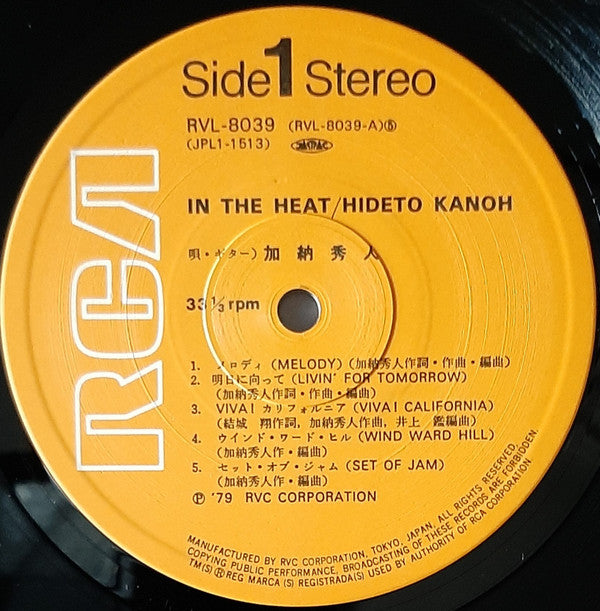 Side 1 Stereo
RVL-8039 (RVL-8039-A)⑤
(JPL1-1513) JASRAC
RCA
IN THE HEAT/HIDETO KANOH
唄・ギター) 加納秀人
33 1/3 rpm
1. メロディ (MELODY) (加納秀人作詞・作曲・編曲)
2. 明日に向って (LIVIN' FOR TOMORROW)
(加納秀人作詞・作曲・編曲)
3. VIVA! カリフォルニア (VIVA! CALIFORNIA)
(結城 翔作詞, 加納秀人作曲, 井上 鑑編曲)
4. ウインド・ワード・ヒル (WIND WARD HILL)
(加納秀人作・編曲)
5. セット・オブ・ジャム (SET OF JAM)
(加納秀人作・編曲)
Ⓟ '79 RVC CORPORATION
MANUFACTURED BY RVC CORPORATION, TOKYO, JAPAN, ALL RIGHTS RESERVED,
COPYING PUBLIC PERFORMANCE, BROADCASTING OF THESE RECORDS ARE FORBIDDEN.
TM(S) ® REG MARCA (S) REGISTRADA(S) USED BY AUTHORITY OF RCA CORPORATION.